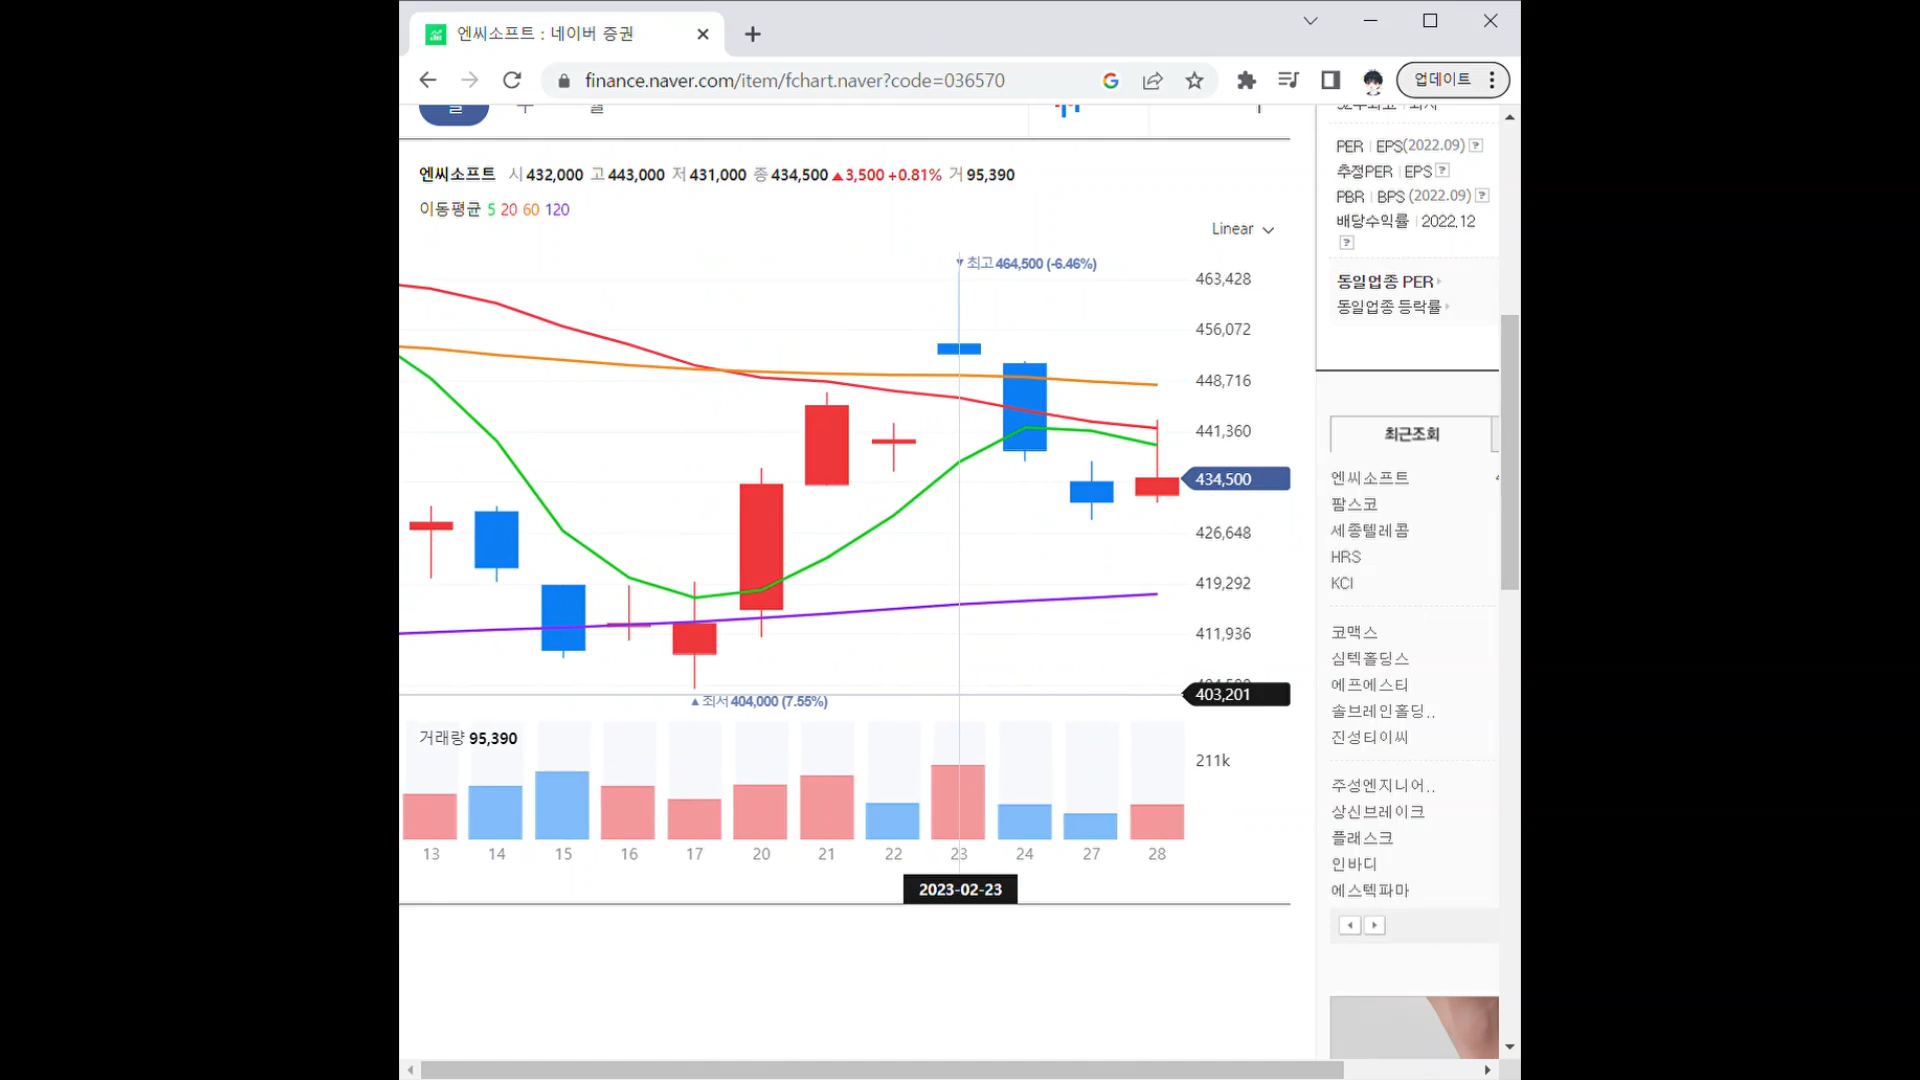 엔씨소프트 : 네이버 증권
finance.naver.com/item/fchart.naver?code=036570
업데이트
엔씨소프트 시 432,000 고 443,000 저 431,000 종 434,500 ▲3,500 +0.81% 거 95,390
이동평균 5 20 60 120
Linear
▼최고 464,500 (-6.46%)
463,428
456,072
448,716
441,360
434,500
426,648
419,292
411,936
403,201
▲최저 404,000 (7.55%)
거래량 95,390
211k
13 14 15 16 17 20 21 22 23 24 27 28
2023-02-23
PER | EPS(2022.09) ?
추정PER | EPS ?
PBR | BPS (2022.09) ?
배당수익률 | 2022.12
?
동일업종 PER
동일업종 등락률
최근조회
엔씨소프트
팜스코
세종텔레콤
HRS
KCI
코맥스
심텍홀딩스
에프에스티
솔브레인홀딩..
진성티이씨
주성엔지니어..
상신브레이크
플래스크
인바디
에스텍파마